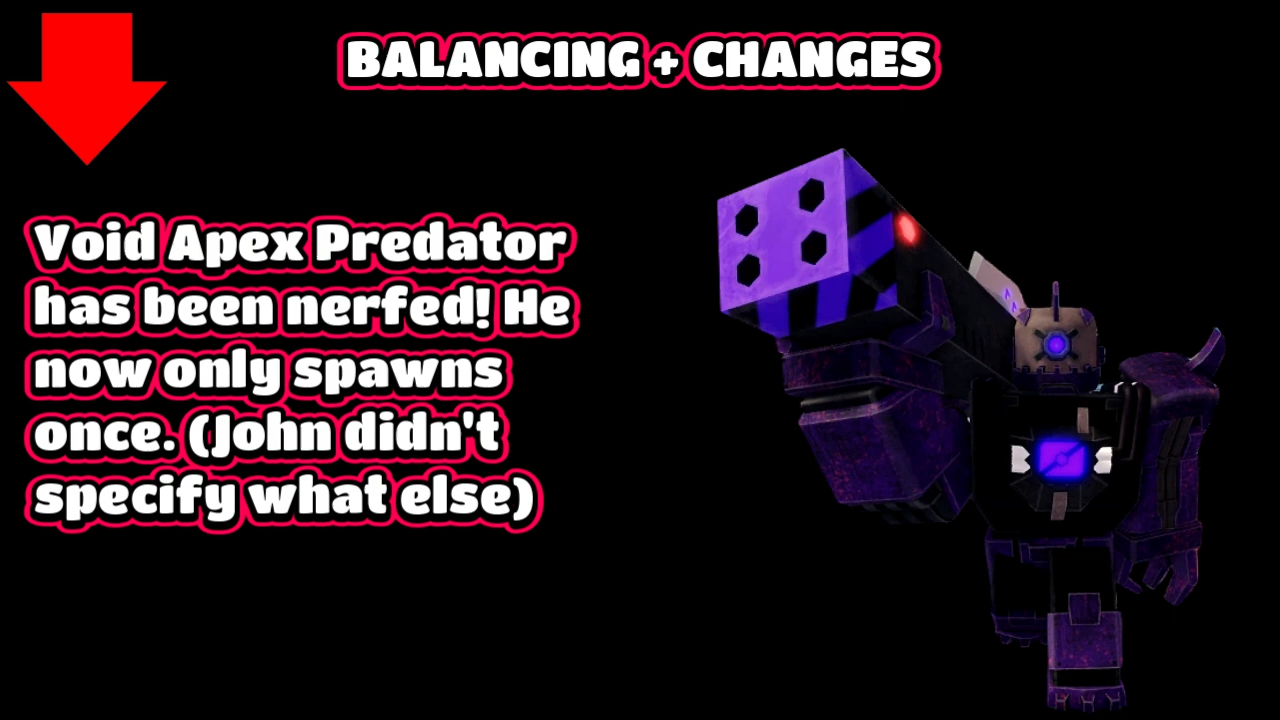 BALANCING + CHANGES
Void Apex Predator
has been nerfed! He
now only spawns
once. (John didn't
specify what else)